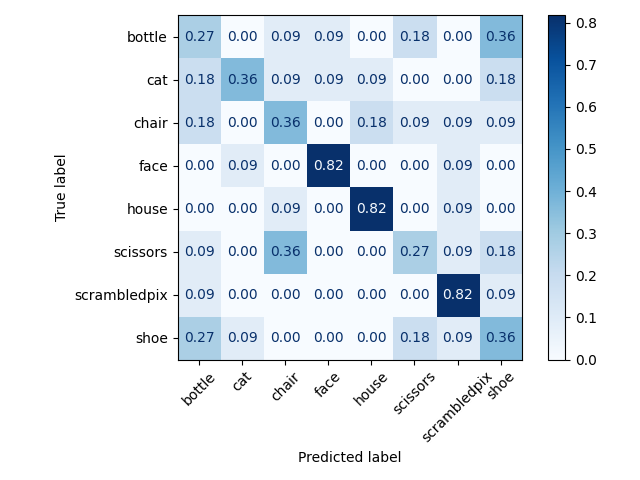 bottle 0.27 0.00 0.09 0.09 0.00 0.18 0.00 0.36
cat 0.18 0.36 0.09 0.09 0.09 0.00 0.00 0.18
chair 0.18 0.00 0.36 0.00 0.18 0.09 0.09 0.09
face 0.00 0.09 0.00 0.82 0.00 0.00 0.09 0.00
house 0.00 0.00 0.09 0.00 0.82 0.00 0.09 0.00
scissors 0.09 0.00 0.36 0.00 0.00 0.27 0.09 0.18
scrambledpix 0.09 0.00 0.00 0.00 0.00 0.00 0.82 0.09
shoe 0.27 0.09 0.00 0.00 0.00 0.18 0.09 0.36
bottle cat chair face house scissors scrambledpix shoe
Predicted label
True label
0.8
0.7
0.6
0.5
0.4
0.3
0.2
0.1
0.0